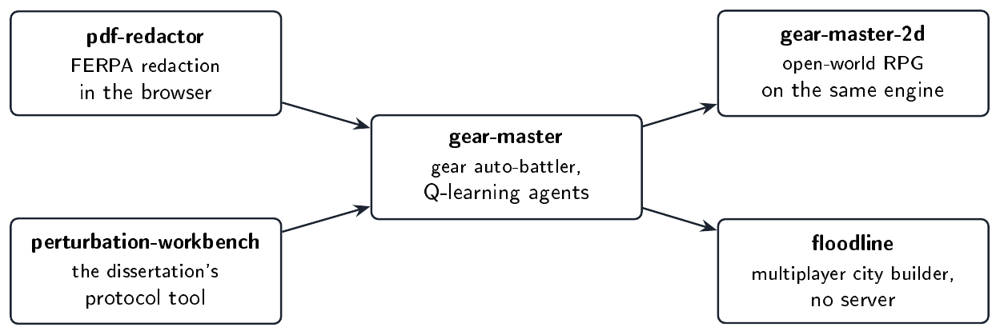 pdf-redactor
FERPA redaction
in the browser
perturbation-workbench
the dissertation's
protocol tool
gear-master
gear auto-battler,
Q-learning agents
gear-master-2d
open-world RPG
on the same engine
floodline
multiplayer city builder,
no server